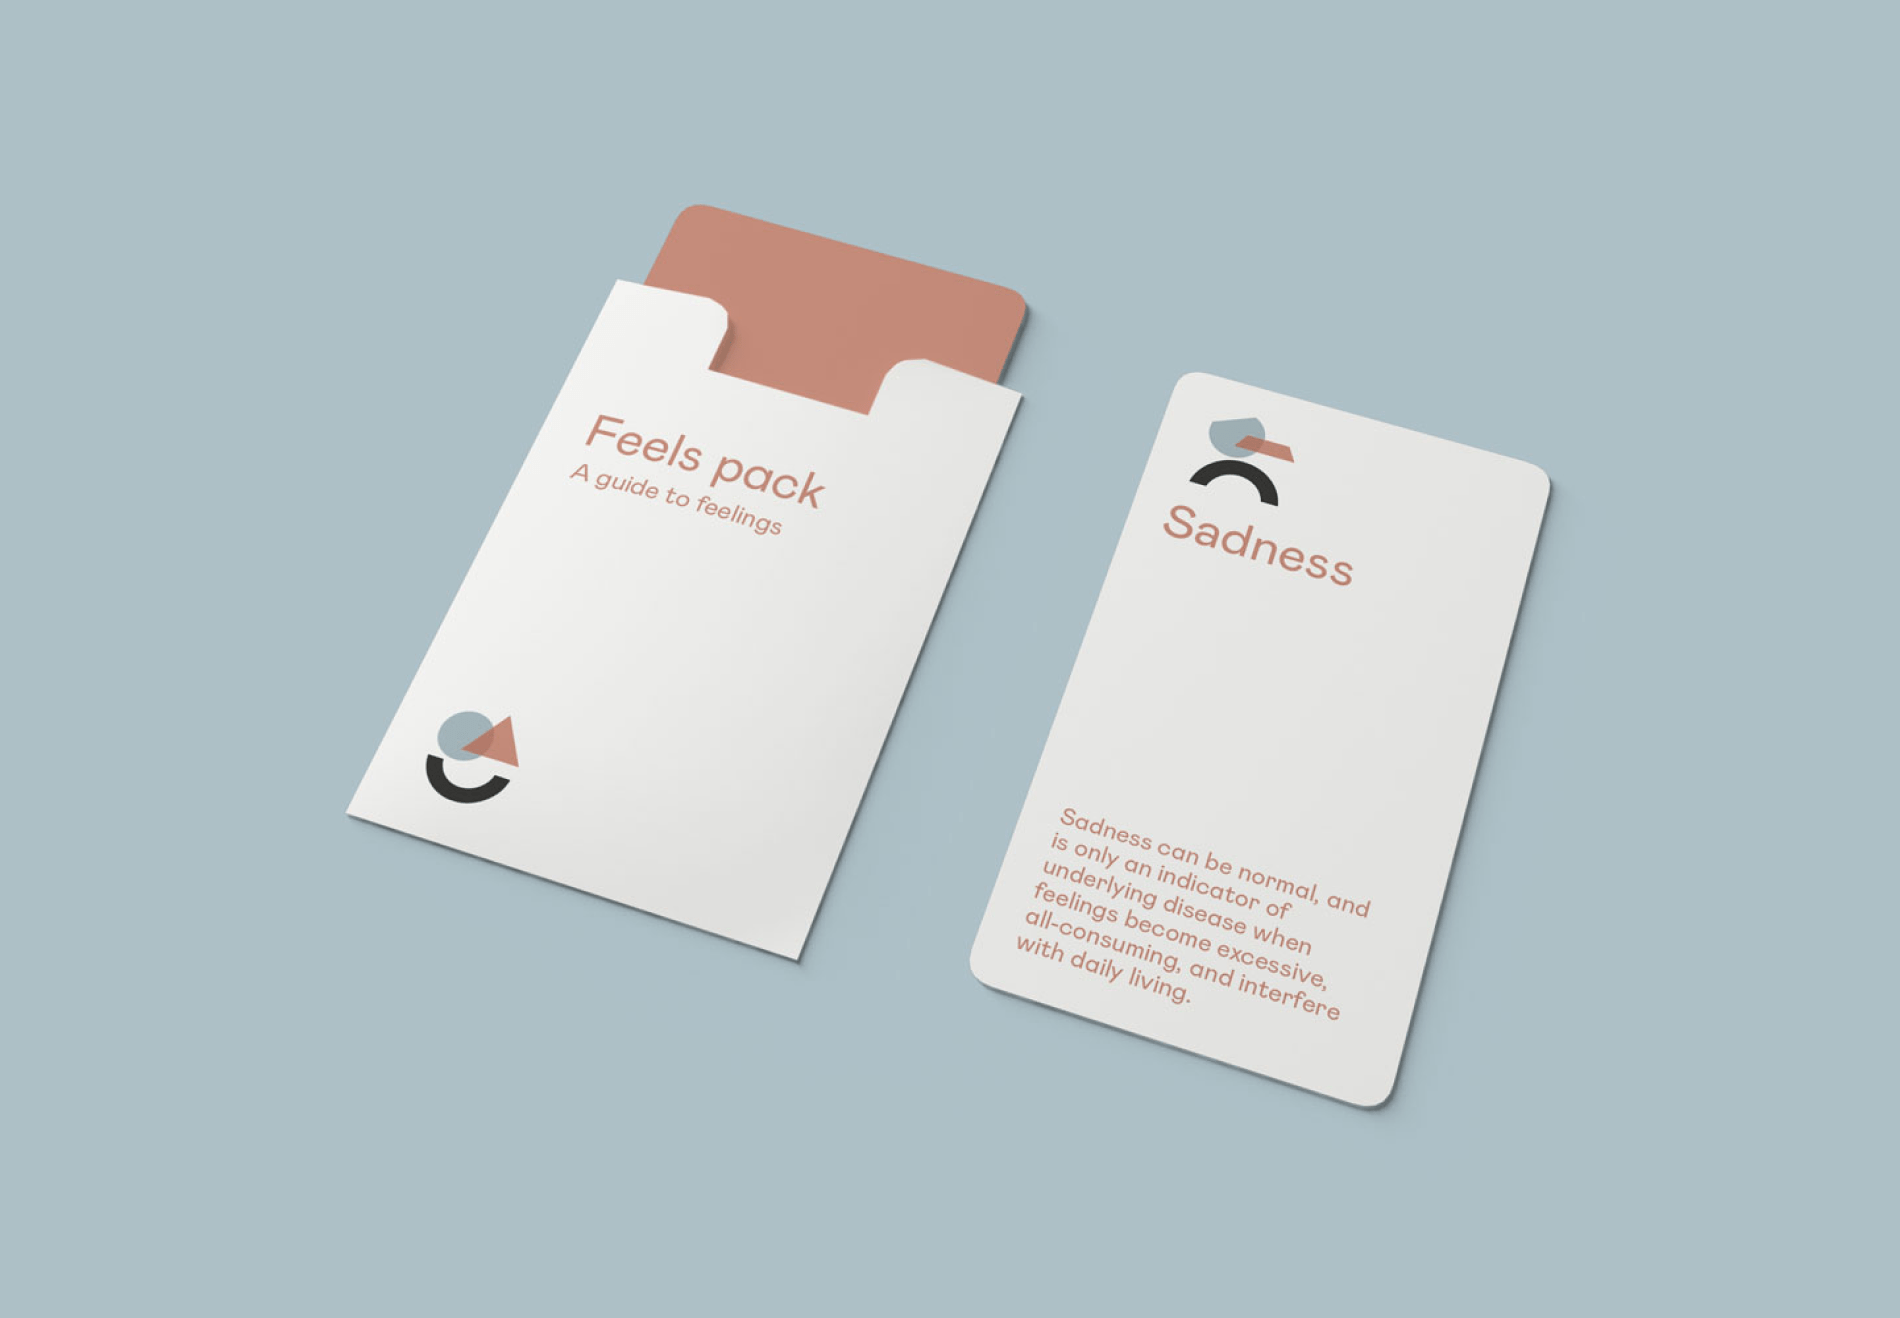 Feels pack
A guide to feelings
Sadness
Sadness can be normal, and
is only an indicator of
underlying disease when
feelings become excessive,
all-consuming, and interfere
with daily living.